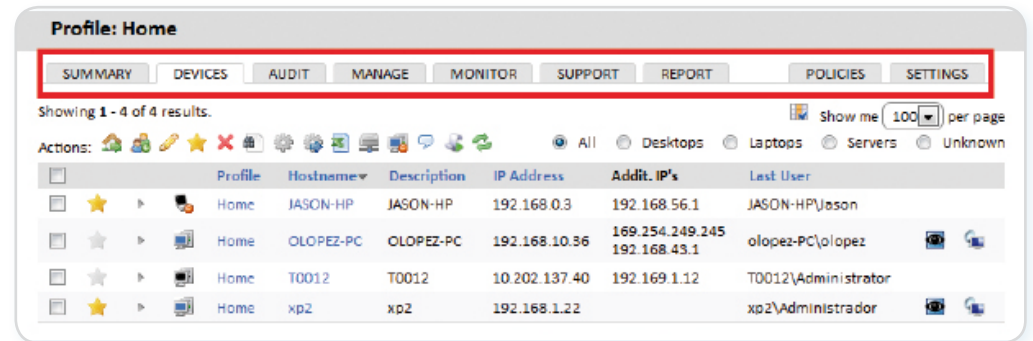 Profile: Home
SUMMARY DEVICES AUDIT MANAGE MONITOR SUPPORT REPORT POLICIES SETTINGS
Showing 1 - 4 of 4 results.
Show me 100 per page
Actions: All Desktops Laptops Servers Unknown
Profile Hostname Description IP Address Addit. IP's Last User
Home JASON-HP JASON-HP 192.168.0.3 192.168.56.1 JASON-HP\Jason
Home OLOPEZ-PC OLOPEZ-PC 192.168.10.36 169.254.249.245 olopez-PC\olopez
192.168.43.1
Home T0012 T0012 10.202.137.40 192.169.1.12 T0012\Administrator
Home xp2 xp2 192.168.1.22 xp2\Administrador